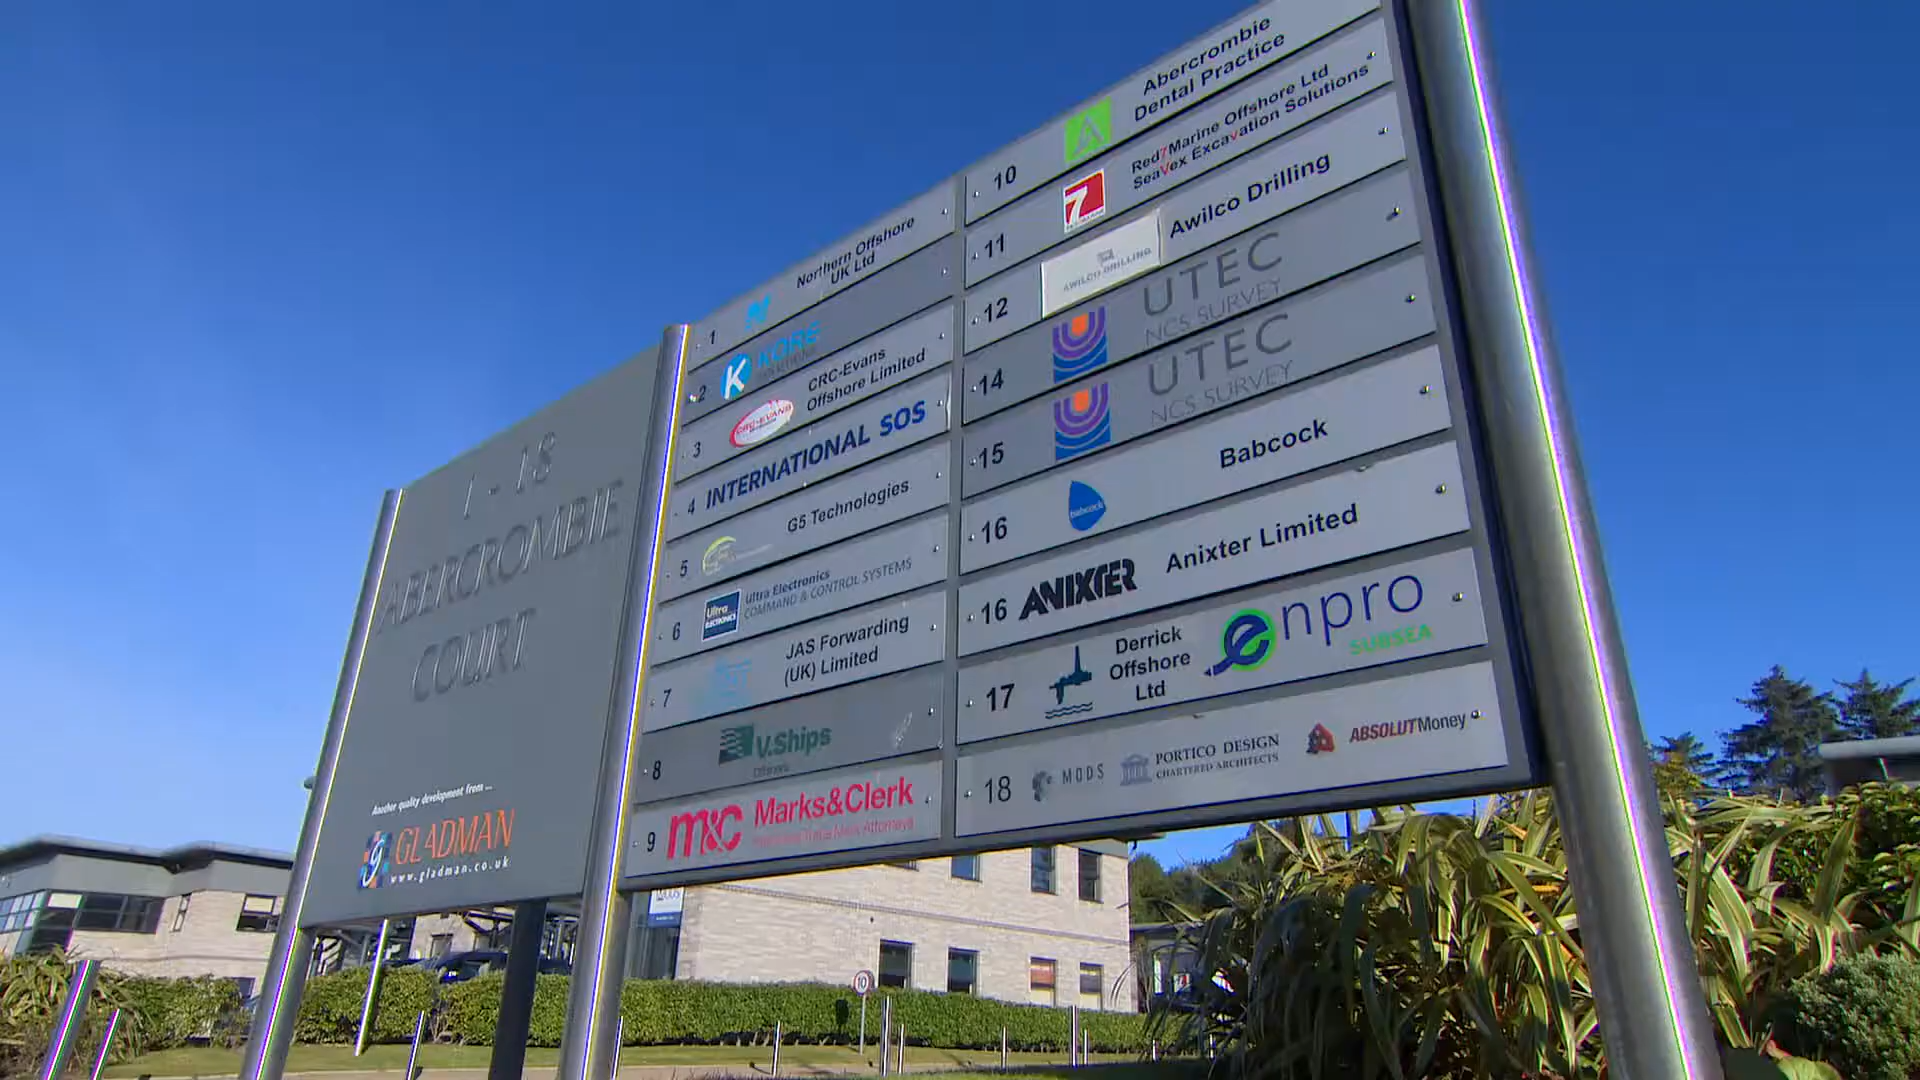 1 - 18
ABERCROMBIE
COURT
Another quality development from ...
GLADMAN
www.gladman.co.uk
1
Northern Offshore
UK Ltd
2
K KORE
3
CRC-EVANS
CRC-Evans
Offshore Limited
4 INTERNATIONAL SOS
5
G5 Technologies
6
Ultra
ELECTRONICS
Ultra Electronics
COMMAND & CONTROL SYSTEMS
7
JAS Forwarding
(UK) Limited
8
V.Ships
Offshore
9
m&c Marks&Clerk
10
A
Abercrombie
Dental Practice
11
7
Red7Marine Offshore Ltd
SeaVex Excavation Solutions
12
AWILCO DRILLING
Awilco Drilling
14
UTEC
NCS SURVEY
15
UTEC
NCS SURVEY
16
babcock
Babcock
16 ANIXTER Anixter Limited
17
Derrick
Offshore
Ltd
enpro
SUBSEA
18
MODS
PORTICO DESIGN
CHARTERED ARCHITECTS
ABSOLUTMoney
10